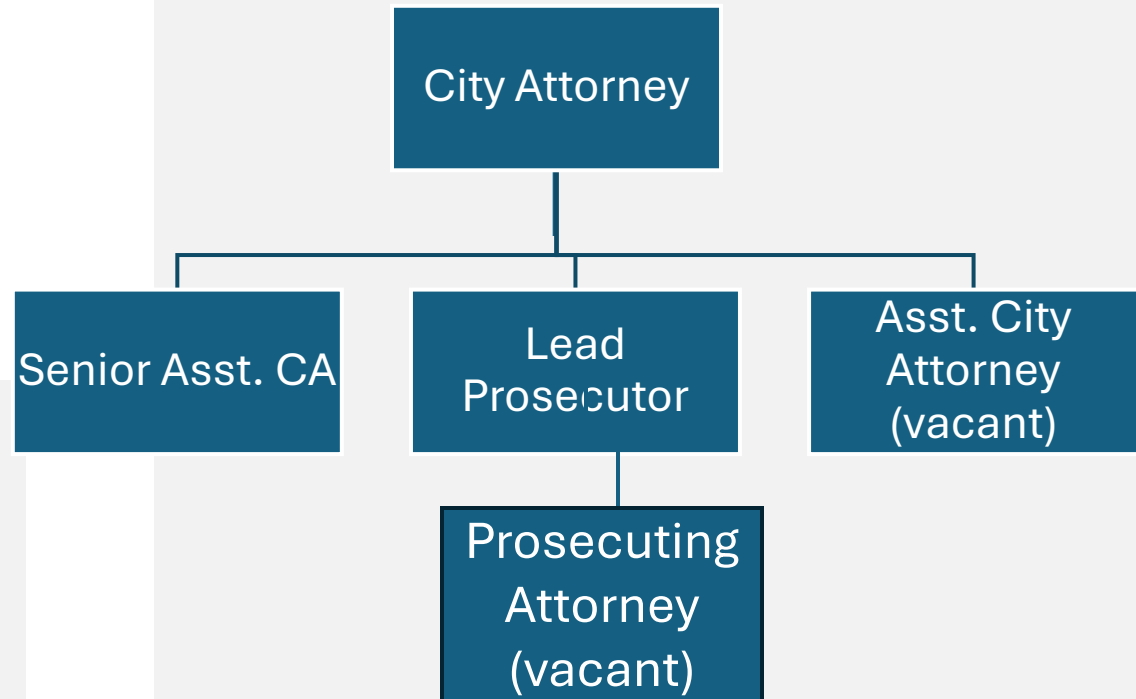 City Attorney
Senior Asst. CA
Lead
Prosecutor
Asst. City
Attorney
(vacant)
Prosecuting
Attorney
(vacant)